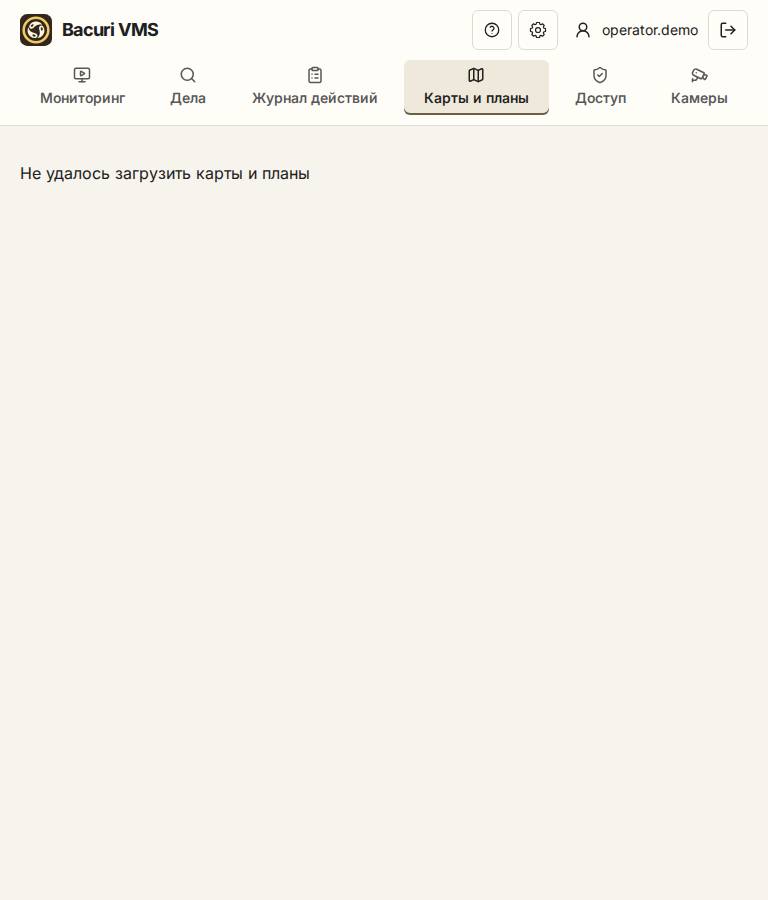 Bacuri VMS
operator.demo
Мониторинг
Дела
Журнал действий
Карты и планы
Доступ
Камеры
Не удалось загрузить карты и планы